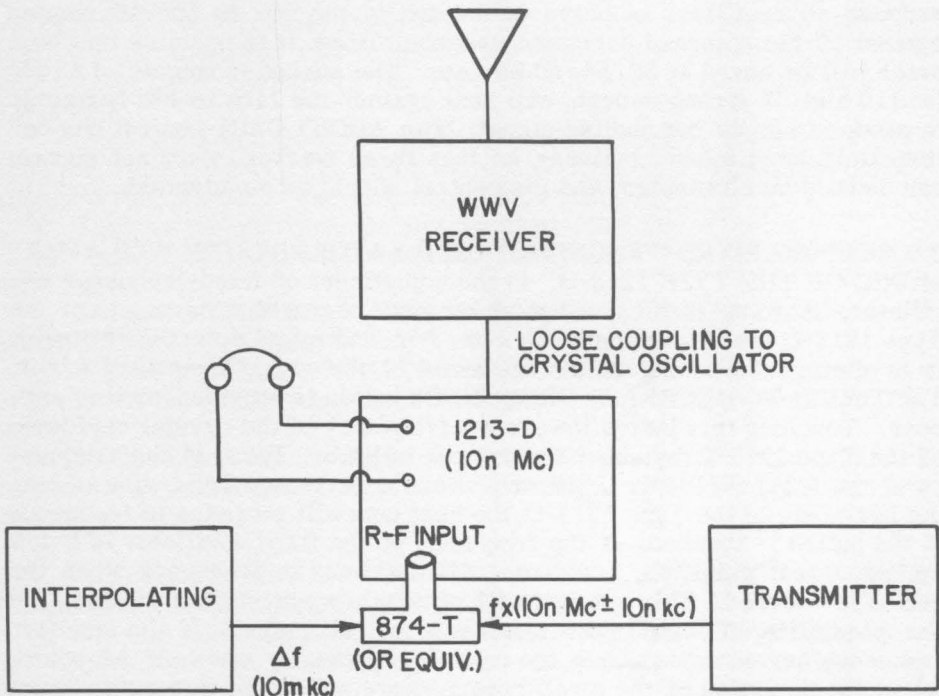 WWV
RECEIVER
LOOSE COUPLING TO
CRYSTAL OSCILLATOR
1213-D
(10n Mc)
R-F INPUT
INTERPOLATING
874-T
(OR EQUIV.)
Δf
(10m kc)
fx(10n Mc ± 10n kc)
TRANSMITTER